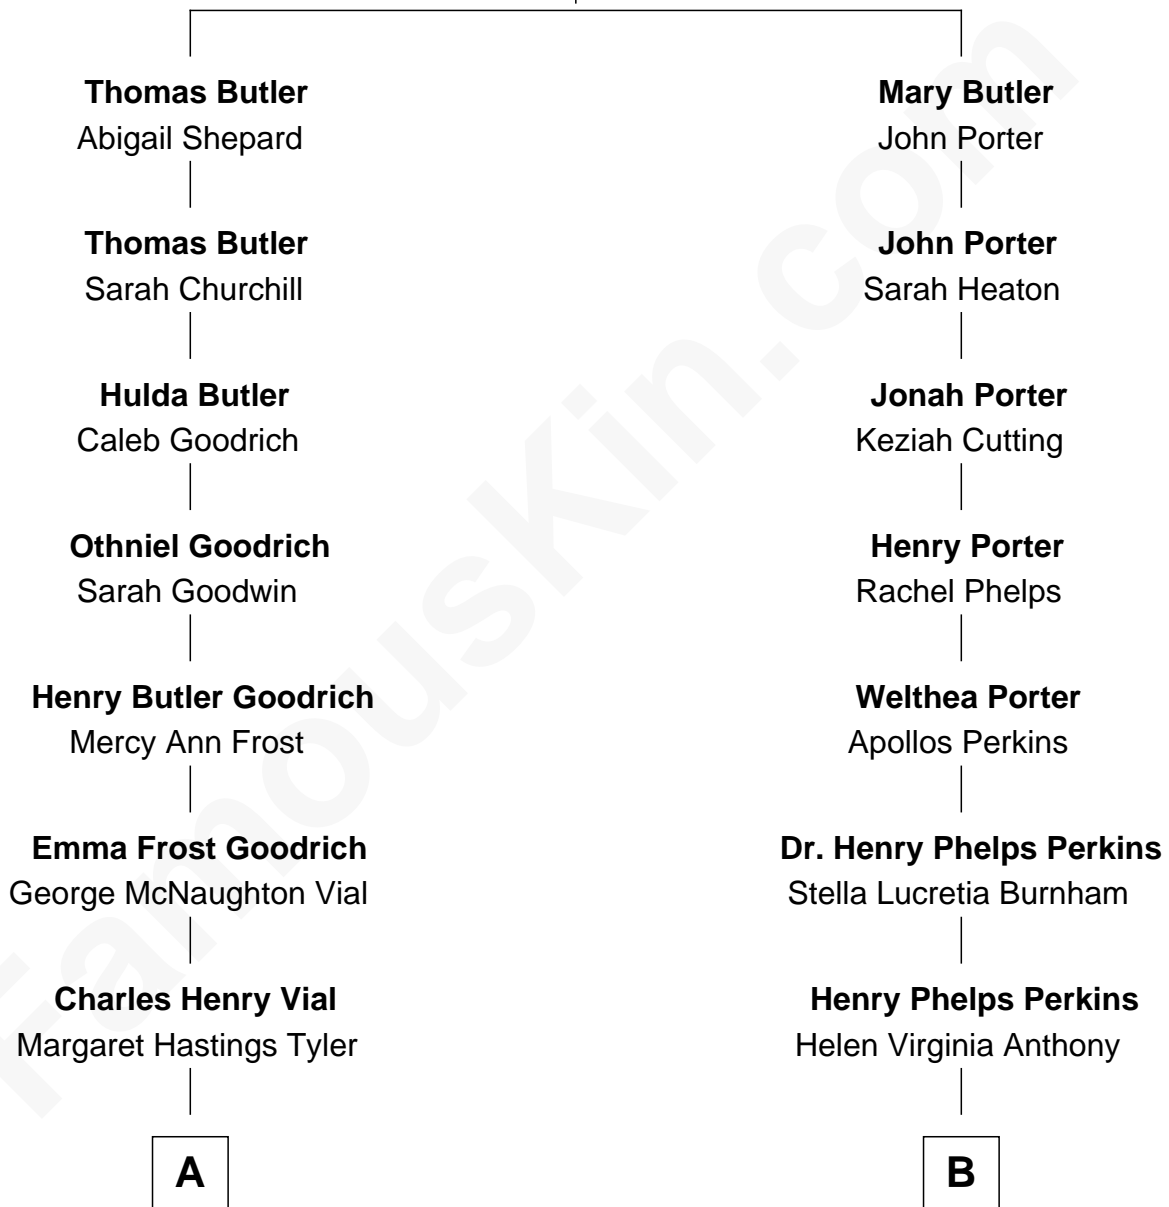 Thomas Butler
Abigail Shepard
Mary Butler
John Porter
Thomas Butler
Sarah Churchill
John Porter
Sarah Heaton
Hulda Butler
Caleb Goodrich
Jonah Porter
Keziah Cutting
Othniel Goodrich
Sarah Goodwin
Henry Porter
Rachel Phelps
Henry Butler Goodrich
Mercy Ann Frost
Welthea Porter
Apollos Perkins
Emma Frost Goodrich
George McNaughton Vial
Dr. Henry Phelps Perkins
Stella Lucretia Burnham
Charles Henry Vial
Margaret Hastings Tyler
Henry Phelps Perkins
Helen Virginia Anthony
A
B
FamousKin.com